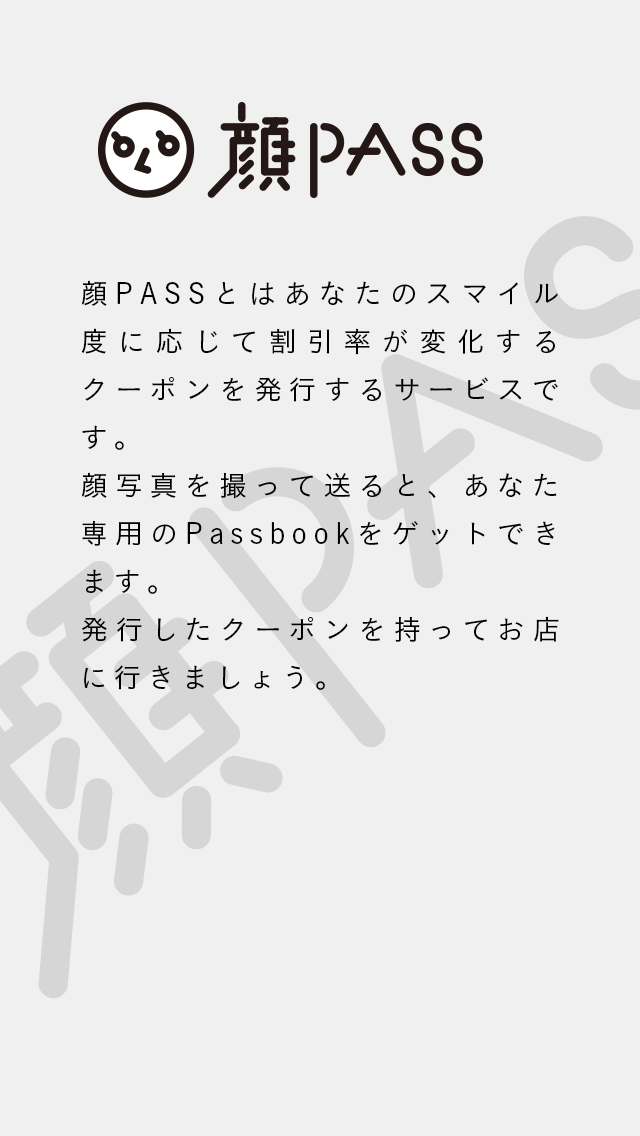 顔PASS
顔PASSとはあなたのスマイル
度に応じて割引率が変化する
クーポンを発行するサービスで
す。
顔写真を撮って送ると、あなた
専用のPassbookをゲットでき
ます。
発行したクーポンを持ってお店
に行きましょう。
顔PAS